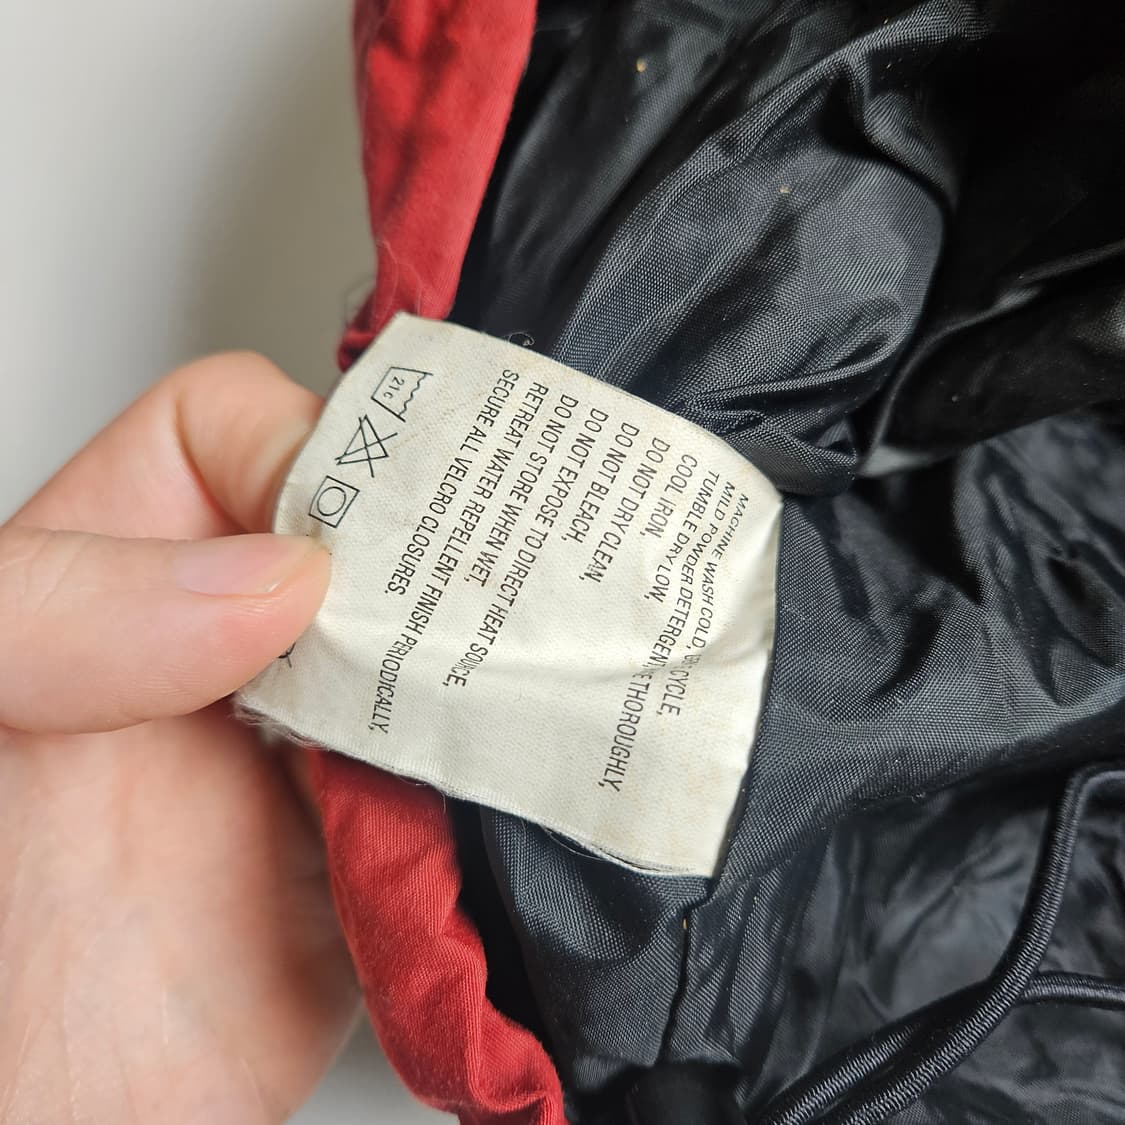 MACHINE WASH COLD, CYCLE,
MILD POWDER DETERGENT THOROUGHLY,
TUMBLE DRY LOW,
COOL IRON,
DO NOT DRY CLEAN,
DO NOT BLEACH,
DO NOT EXPOSE TO DIRECT HEAT SOURCE,
DO NOT STORE WHEN WET,
RETREAT WATER REPELLENT FINISH PERIODICALLY,
SECURE ALL VELCRO CLOSURES,
21C